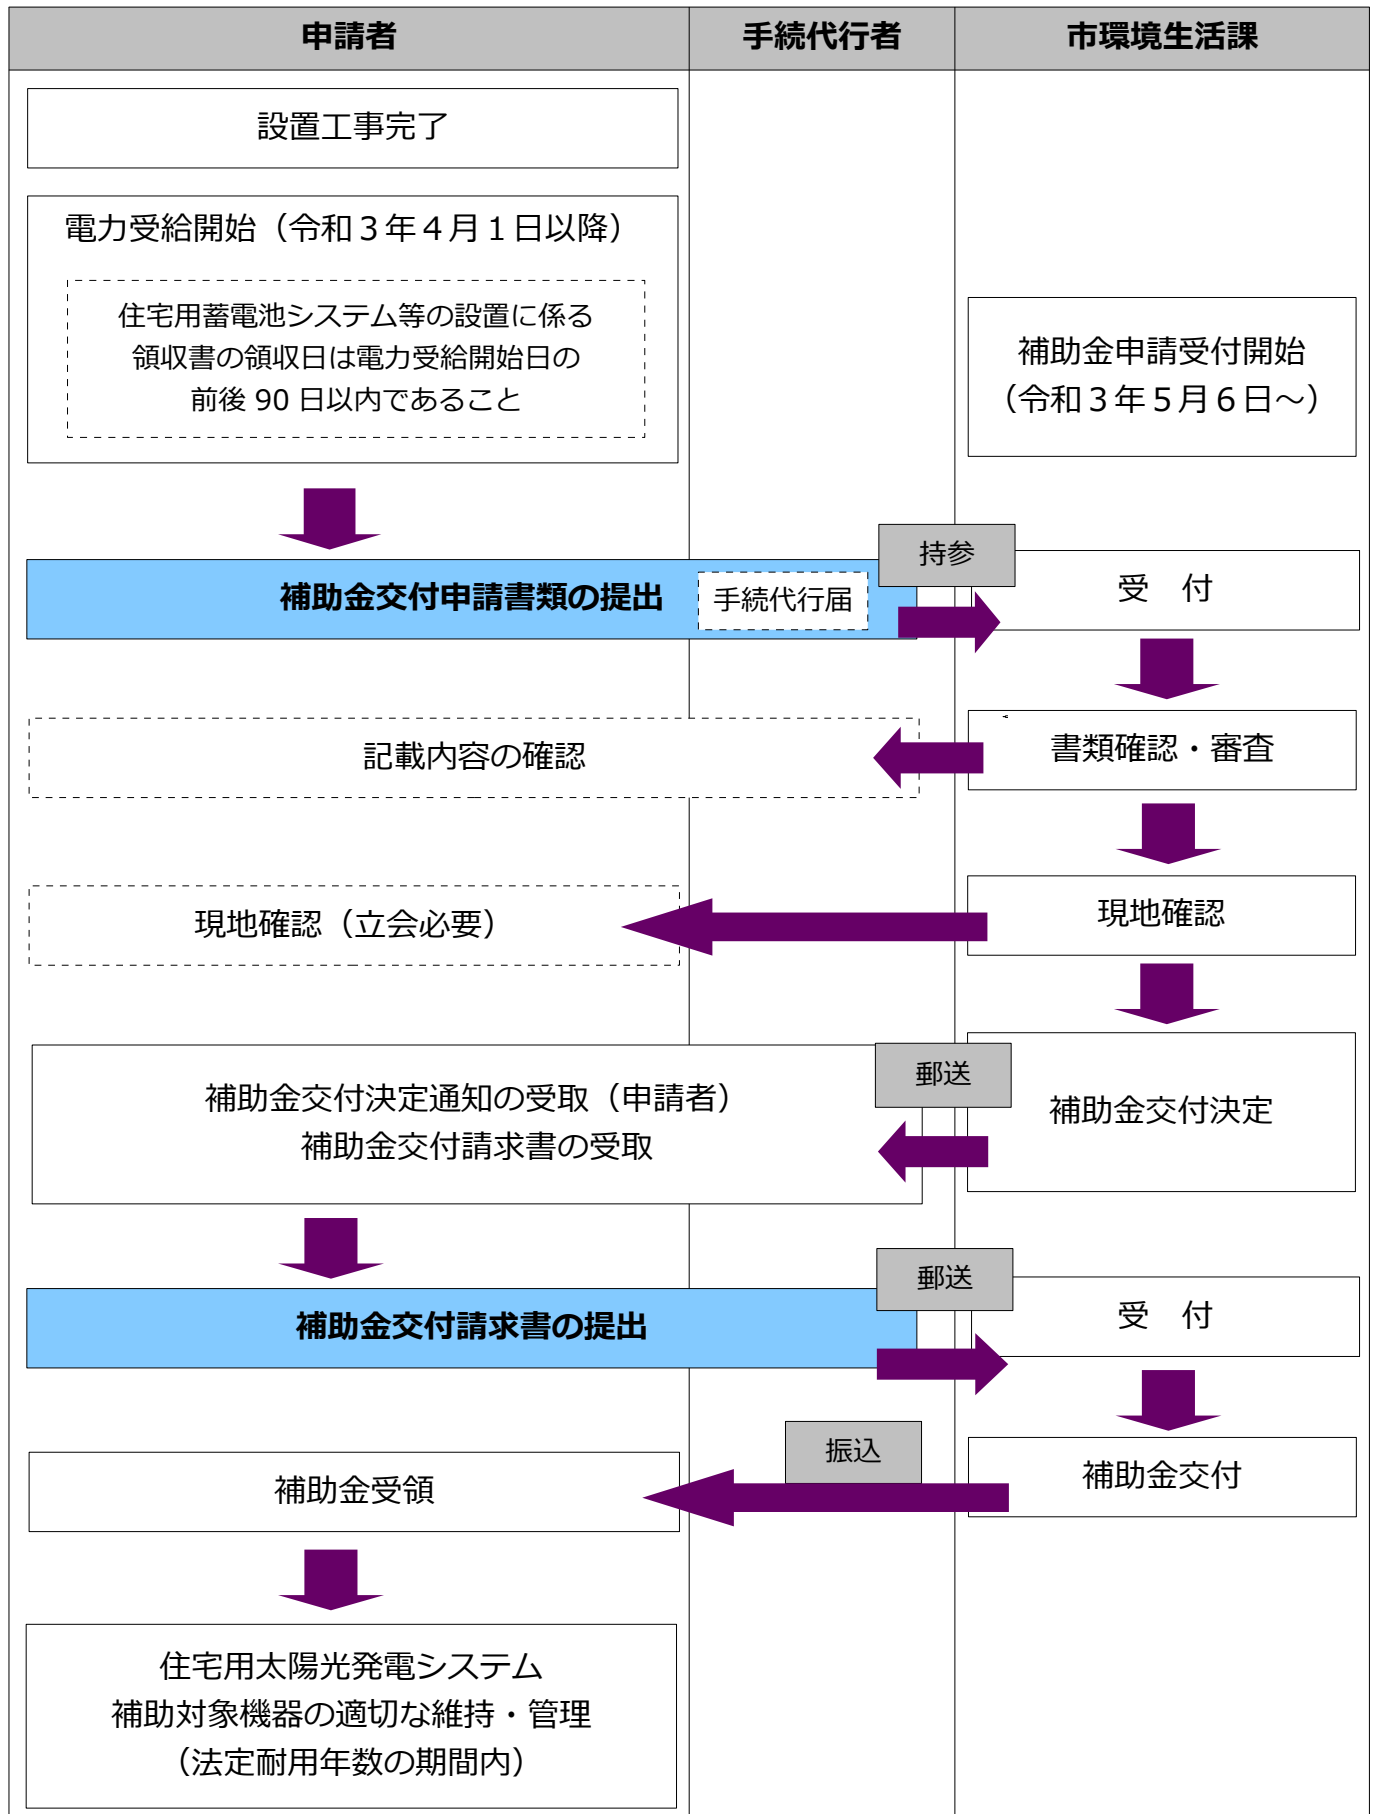 申請者
手続代行者
市環境生活課
設置工事完了
電力受給開始（令和３年４月１日以降）
住宅用蓄電池システム等の設置に係る
領収書の領収日は電力受給開始日の
前後 90 日以内であること
補助金申請受付開始
（令和３年５月６日～）
持参
補助金交付申請書類の提出
手続代行届
受　付
記載内容の確認
書類確認・審査
現地確認（立会必要）
現地確認
郵送
補助金交付決定通知の受取（申請者）
補助金交付請求書の受取
補助金交付決定
郵送
補助金交付請求書の提出
受　付
振込
補助金受領
補助金交付
住宅用太陽光発電システム
補助対象機器の適切な維持・管理
（法定耐用年数の期間内）